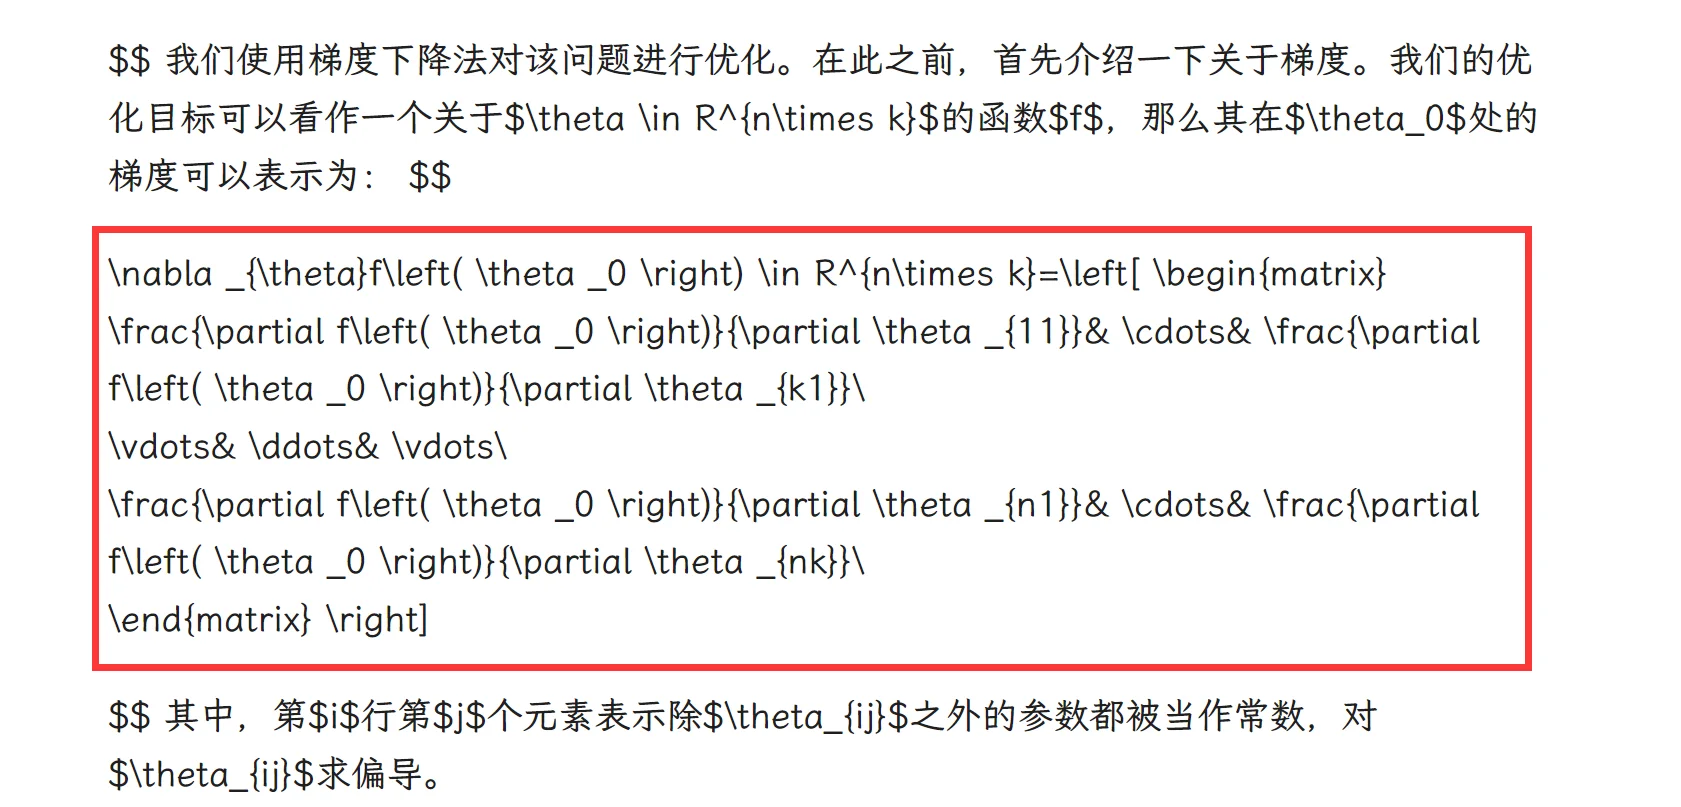 $$ 我们使用梯度下降法对该问题进行优化。在此之前，首先介绍一下关于梯度。我们的优
化目标可以看作一个关于$\theta \in R^{n\times k}$的函数$f$，那么其在$\theta_0$处的
梯度可以表示为： $$
\nabla _{\theta}f\left( \theta _0 \right) \in R^{n\times k}=\left[ \begin{matrix}
\frac{\partial f\left( \theta _0 \right)}{\partial \theta _{11}}& \cdots& \frac{\partial
f\left( \theta _0 \right)}{\partial \theta _{k1}}\
\vdots& \ddots& \vdots\
\frac{\partial f\left( \theta _0 \right)}{\partial \theta _{n1}}& \cdots& \frac{\partial
f\left( \theta _0 \right)}{\partial \theta _{nk}}\
\end{matrix} \right]
$$ 其中，第$i$行第$j$个元素表示除$\theta_{ij}$之外的参数都被当作常数，对
$\theta_{ij}$求偏导。